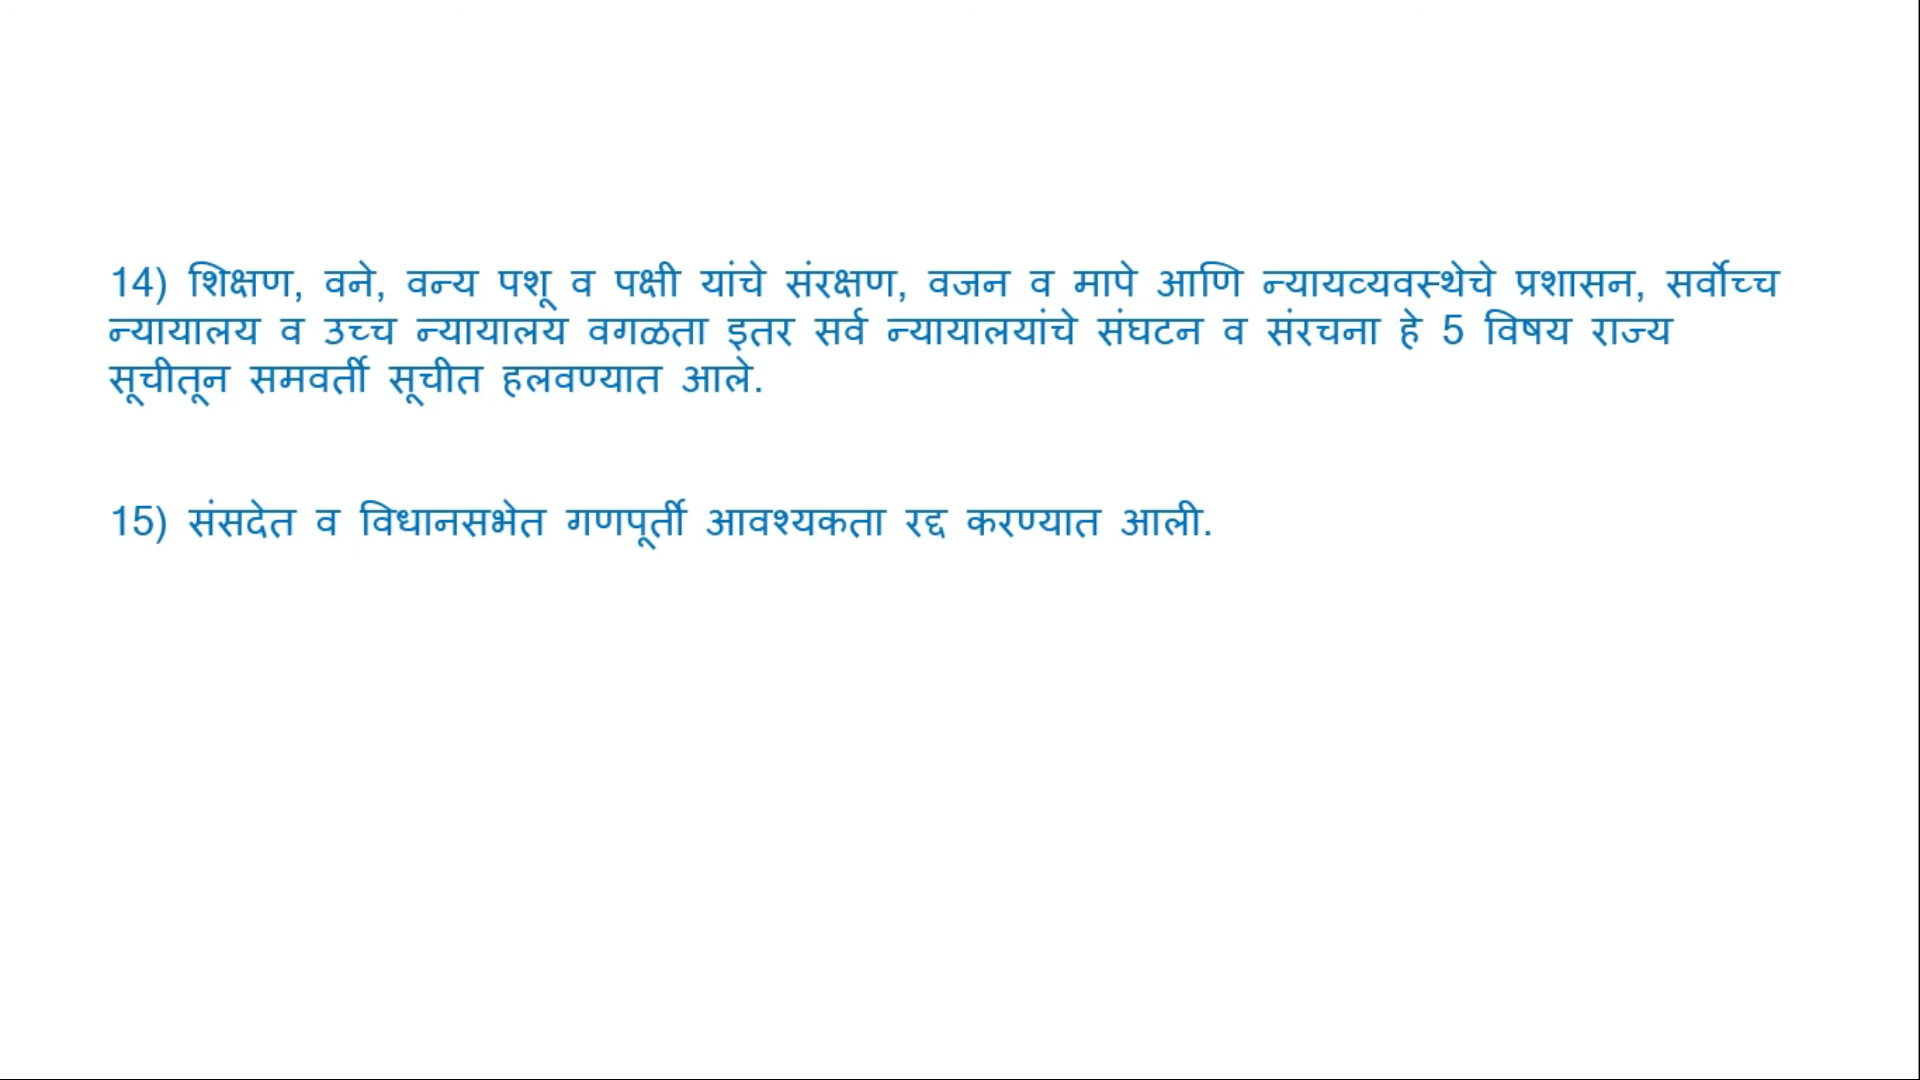 14) शिक्षण, वने, वन्य पशू व पक्षी यांचे संरक्षण, वजन व मापे आणि न्यायव्यवस्थेचे प्रशासन, सर्वोच्च
न्यायालय व उच्च न्यायालय वगळता इतर सर्व न्यायालयांचे संघटन व संरचना हे 5 विषय राज्य
सूचीतून समवर्ती सूचीत हलवण्यात आले.
15) संसदेत व विधानसभेत गणपूर्ती आवश्यकता रद्द करण्यात आली.